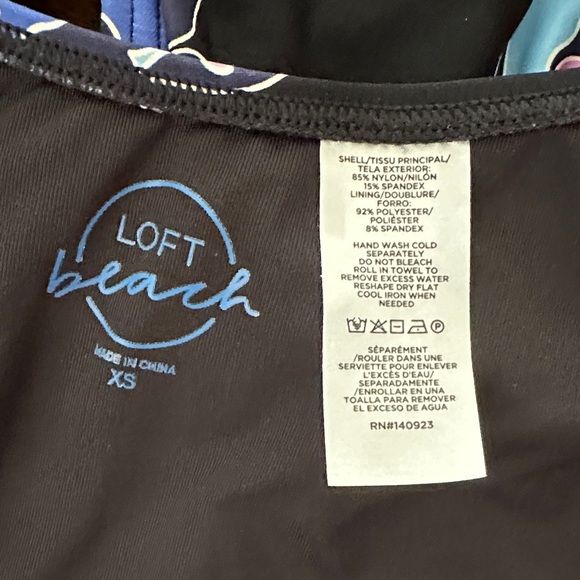 LOFT
beach
MADE IN CHINA
XS
SHELL/TISSU PRINCIPAL/
TELA EXTERIOR:
85% NYLON/NILÓN
15% SPANDEX
LINING/DOUBLURE/
FORRO:
92% POLYESTER/
POLIÉSTER
8% SPANDEX
HAND WASH COLD
SEPARATELY
DO NOT BLEACH
ROLL IN TOWEL TO
REMOVE EXCESS WATER
RESHAPE DRY FLAT
COOL IRON WHEN
NEEDED
SÉPARÉMENT
/ROULER DANS UNE
SERVIETTE POUR ENLEVER
L'EXCÈS D'EAU/
SEPARADAMENTE
/ENROLLAR EN UNA
TOALLA PARA REMOVER
EL EXCESO DE AGUA
RN#140923